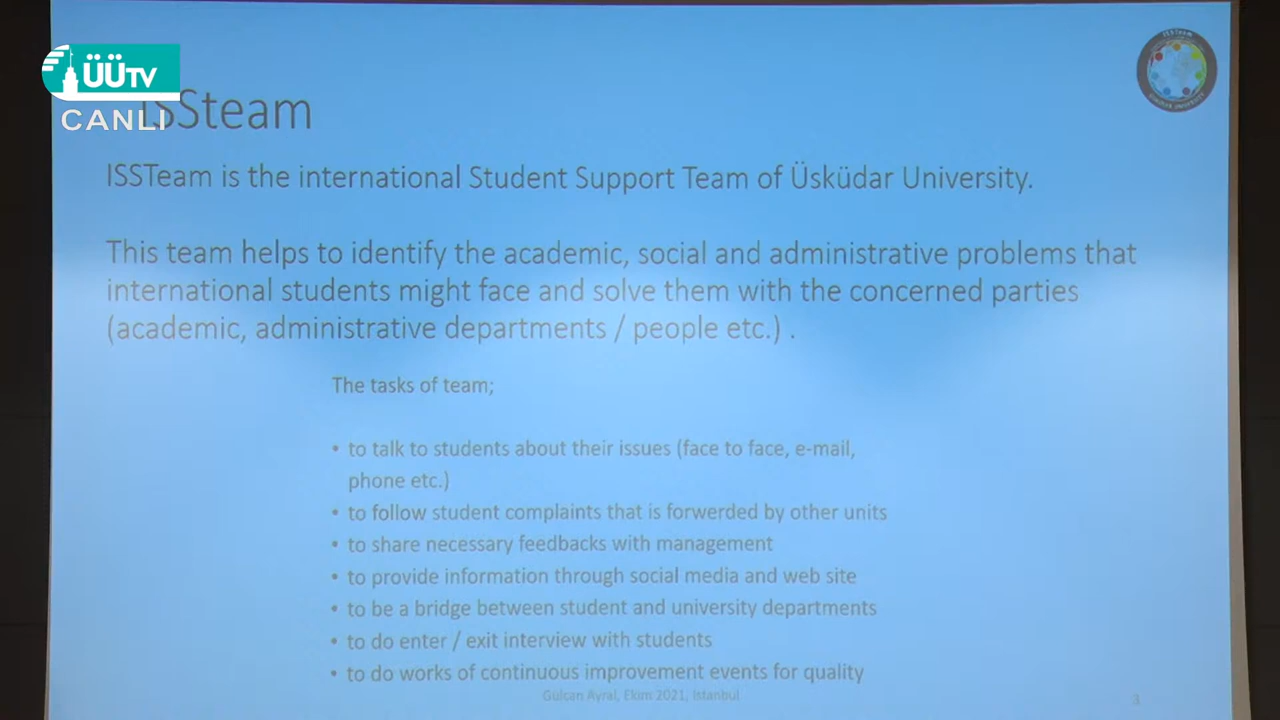 ÜÜTV
CANLI
ISSteam
ISSTeam is the international Student Support Team of Üsküdar University.
This team helps to identify the academic, social and administrative problems that
international students might face and solve them with the concerned parties
(academic, administrative departments / people etc.) .
The tasks of team;
• to talk to students about their issues (face to face, e-mail,
phone etc.)
• to follow student complaints that is forwerded by other units
• to share necessary feedbacks with management
• to provide information through social media and web site
• to be a bridge between student and university departments
• to do enter / exit interview with students
• to do works of continuous improvement events for quality
Gülcan Ayral, Ekim 2021, İstanbul
3